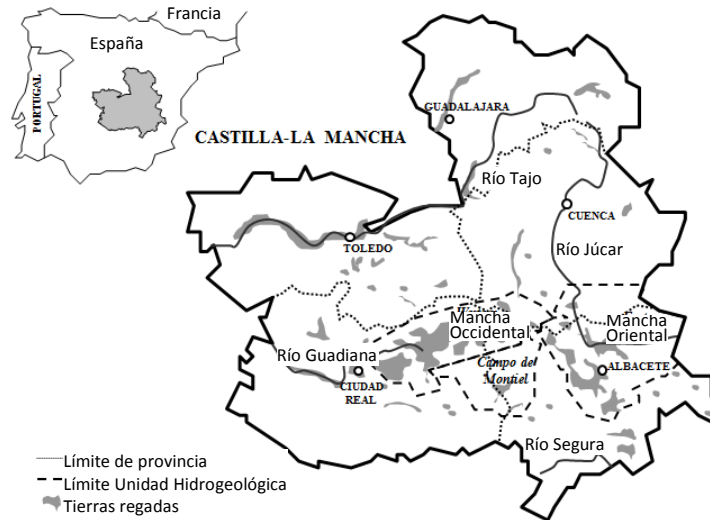 Francia
España
PORTUGAL
CASTILLA-LA MANCHA
GUADALAJARA
Río Tajo
CUENCA
TOLEDO
Río Júcar
Mancha
Occidental
Mancha
Oriental
Río Guadiana
Campo del
Montiel
ALBACETE
CIUDAD
REAL
Río Segura
Límite de provincia
Límite Unidad Hidrogeológica
Tierras regadas